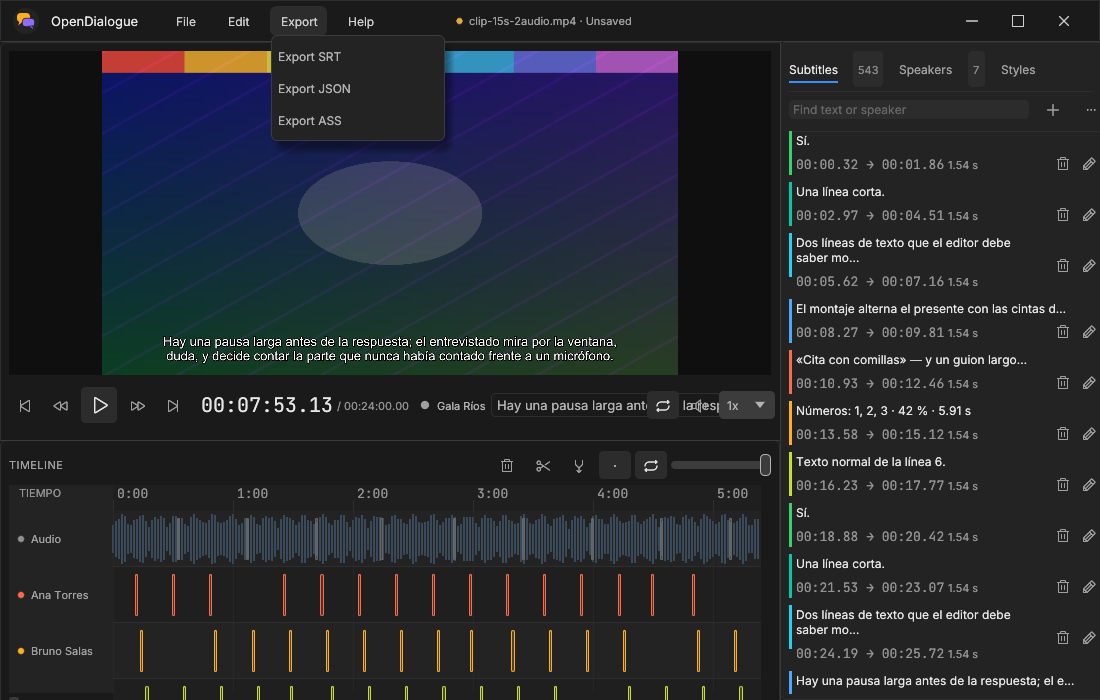 OpenDialogue
File
Edit
Export
Help
clip-15s-2audio.mp4 · Unsaved
Export SRT
Export JSON
Export ASS
Hay una pausa larga antes de la respuesta; el entrevistado mira por la ventana,
duda, y decide contar la parte que nunca había contado frente a un micrófono.
00:07:53.13 / 00:24:00.00
Gala Ríos
Hay una pausa larga ant
1x
TIMELINE
TIEMPO
0:00
1:00
2:00
3:00
4:00
5:00
Audio
Ana Torres
Bruno Salas
Subtitles
543
Speakers
7
Styles
Find text or speaker
Sí.
00:00.32 → 00:01.86 1.54 s
Una línea corta.
00:02.97 → 00:04.51 1.54 s
Dos líneas de texto que el editor debe
saber mo...
00:05.62 → 00:07.16 1.54 s
El montaje alterna el presente con las cintas d...
00:08.27 → 00:09.81 1.54 s
«Cita con comillas» — y un guion largo...
00:10.93 → 00:12.46 1.54 s
Números: 1, 2, 3 · 42 % · 5.91 s
00:13.58 → 00:15.12 1.54 s
Texto normal de la línea 6.
00:16.23 → 00:17.77 1.54 s
Sí.
00:18.88 → 00:20.42 1.54 s
Una línea corta.
00:21.53 → 00:23.07 1.54 s
Dos líneas de texto que el editor debe
saber mo...
00:24.19 → 00:25.72 1.54 s
Hay una pausa larga antes de la respuesta; el e...